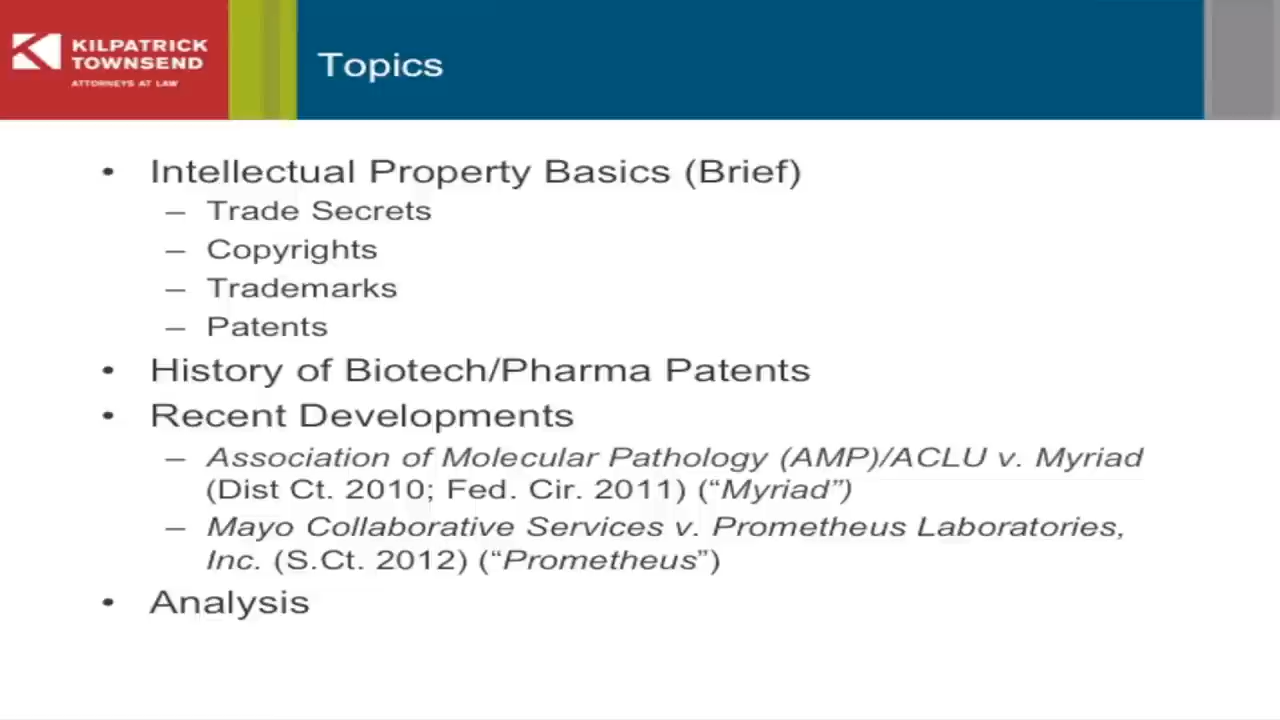 KILPATRICK
TOWNSEND
ATTORNEYS AT LAW
Topics
• Intellectual Property Basics (Brief)
– Trade Secrets
– Copyrights
– Trademarks
– Patents
• History of Biotech/Pharma Patents
• Recent Developments
– Association of Molecular Pathology (AMP)/ACLU v. Myriad
(Dist Ct. 2010; Fed. Cir. 2011) (“Myriad”)
– Mayo Collaborative Services v. Prometheus Laboratories,
Inc. (S.Ct. 2012) (“Prometheus”)
• Analysis